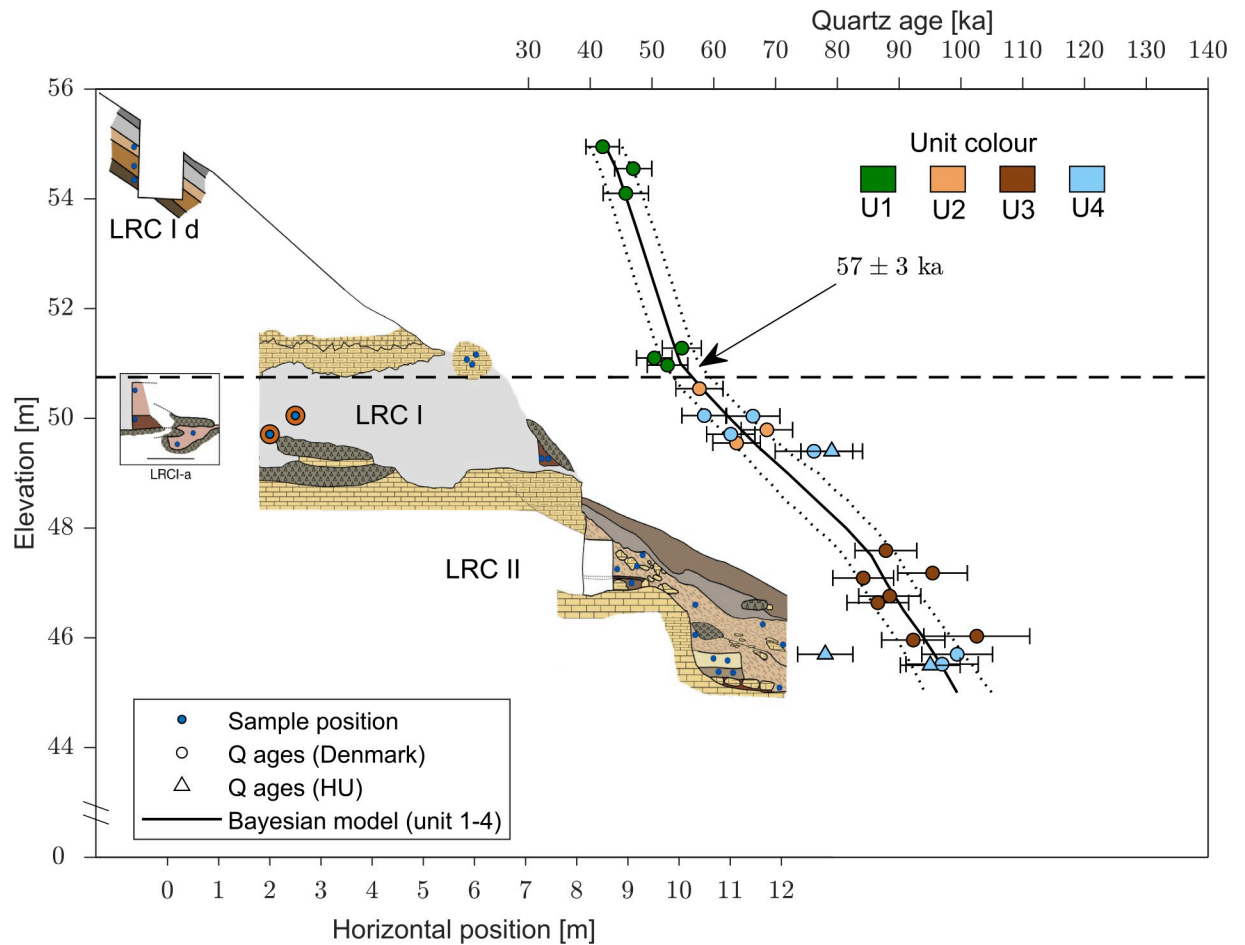 Quartz age [ka]
30 40 50 60 70 80 90 100 110 120 130 140
56
54
52
50
48
46
44
0
Elevation [m]
LRC I d
Unit colour
U1 U2 U3 U4
57 ± 3 ka
LRC I
LRCI-a
LRC II
Sample position
Q ages (Denmark)
Q ages (HU)
Bayesian model (unit 1-4)
0 1 2 3 4 5 6 7 8 9 10 11 12
Horizontal position [m]